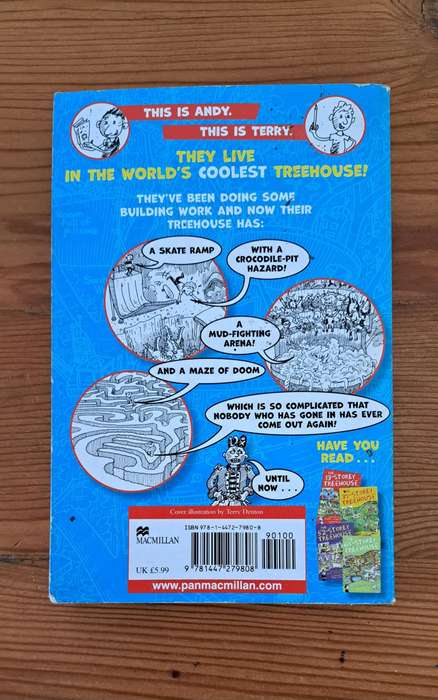 THIS IS ANDY.
THIS IS TERRY.
THEY LIVE
IN THE WORLD'S COOLEST TREEHOUSE!
THEY'VE BEEN DOING SOME
BUILDING WORK AND NOW THEIR
TREEHOUSE HAS:
A SKATE RAMP
WITH A
CROCODILE-PIT
HAZARD!
A
MUD-FIGHTING
ARENA!
AND A MAZE OF DOOM
WHICH IS SO COMPLICATED THAT
NOBODY WHO HAS GONE IN HAS EVER
COME OUT AGAIN!
UNTIL
NOW . . .
HAVE YOU
READ . . .
THE
13-STOREY
TREEHOUSE
Cover illustration by Terry Denton
ISBN 978-1-4472-7980-8
90100
MACMILLAN
UK £5.99
9 781447 279808
www.panmacmillan.com